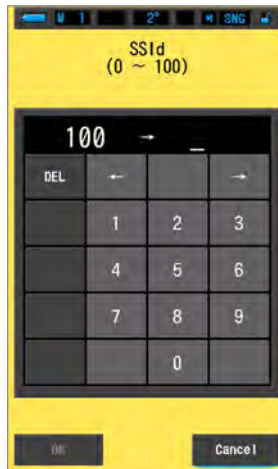 M 1 2° SNG
SSId
(0 ~ 100)
100 → _
DEL ← →
1 2 3
4 5 6
7 8 9
0
OK Cancel